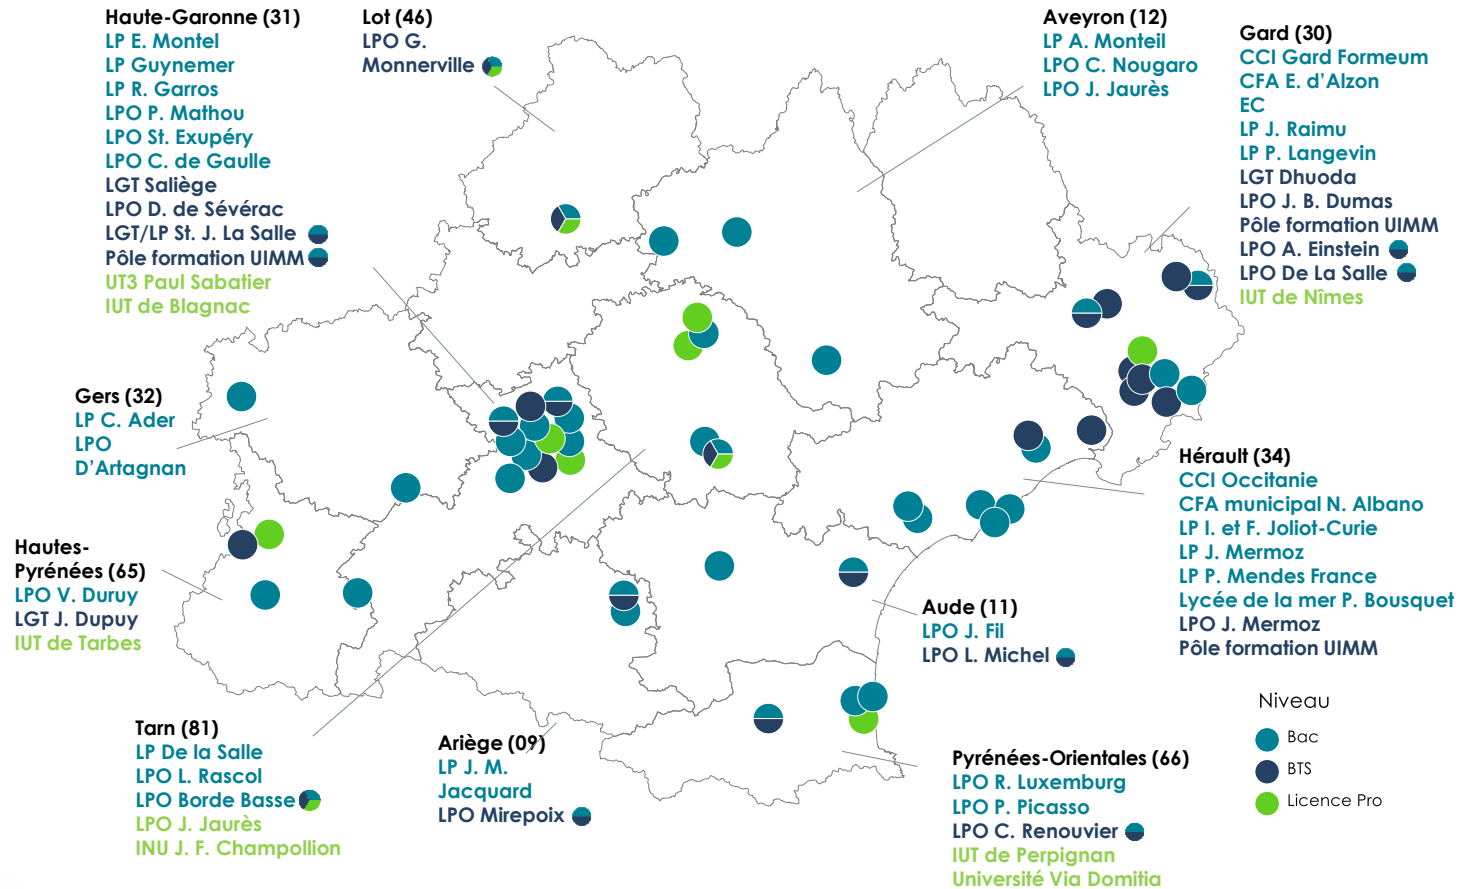 Haute-Garonne (31)
LP E. Montel
LP Guynemer
LP R. Garros
LPO P. Mathou
LPO St. Exupéry
LPO C. de Gaulle
LGT Saliège
LPO D. de Sévérac
LGT/LP St. J. La Salle
Pôle formation UIMM
UT3 Paul Sabatier
IUT de Blagnac
Lot (46)
LPO G.
Monnerville
Aveyron (12)
LP A. Monteil
LPO C. Nougaro
LPO J. Jaurès
Gard (30)
CCI Gard Formeum
CFA E. d'Alzon
EC
LP J. Raimu
LP P. Langevin
LGT Dhuoda
LPO J. B. Dumas
Pôle formation UIMM
LPO A. Einstein
LPO De La Salle
IUT de Nîmes
Gers (32)
LP C. Ader
LPO
D'Artagnan
Hautes-
Pyrénées (65)
LPO V. Duruy
LGT J. Dupuy
IUT de Tarbes
Hérault (34)
CCI Occitanie
CFA municipal N. Albano
LP I. et F. Joliot-Curie
LP J. Mermoz
LP P. Mendes France
Lycée de la mer P. Bousquet
LPO J. Mermoz
Pôle formation UIMM
Aude (11)
LPO J. Fil
LPO L. Michel
Tarn (81)
LP De la Salle
LPO L. Rascol
LPO Borde Basse
LPO J. Jaurès
INU J. F. Champollion
Ariège (09)
LP J. M.
Jacquard
LPO Mirepoix
Pyrénées-Orientales (66)
LPO R. Luxemburg
LPO P. Picasso
LPO C. Renouvier
IUT de Perpignan
Université Via Domitia
Niveau
Bac
BTS
Licence Pro